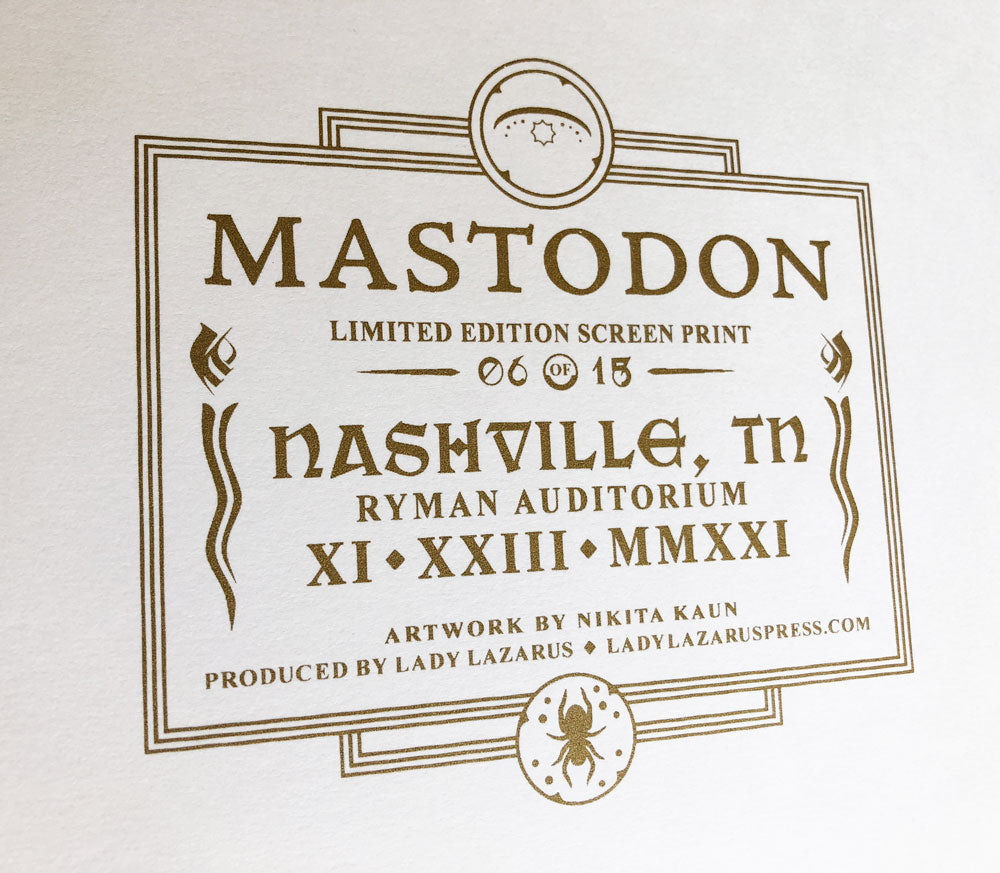 MASTODON
LIMITED EDITION SCREEN PRINT
06 OF 15
NASHVILLE, TN
RYMAN AUDITORIUM
XI ◆ XXIII ◆ MMXXI
ARTWORK BY NIKITA KAUN
PRODUCED BY LADY LAZARUS ◆ LADYLAZARUSPRESS.COM